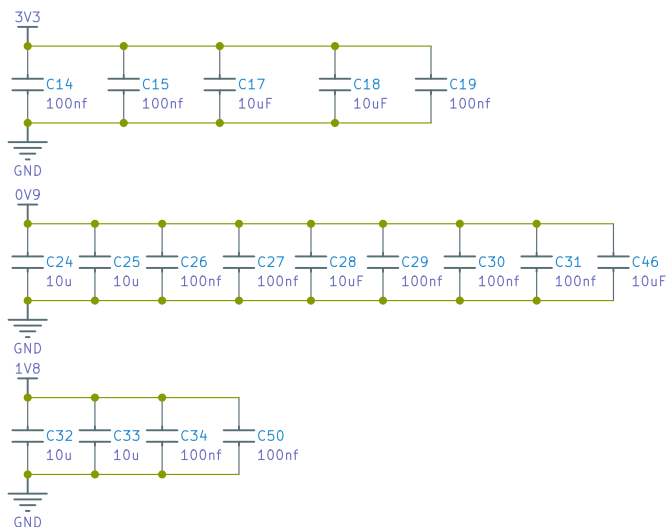 3V3
C14 C15 C17 C18 C19
100nf 100nf 10uF 10uF 100nf
GND
0V9
C24 C25 C26 C27 C28 C29 C30 C31 C46
10u 10u 100nf 100nf 10uF 100nf 100nf 100nf 10uF
GND
1V8
C32 C33 C34 C50
10u 10u 100nf 100nf
GND